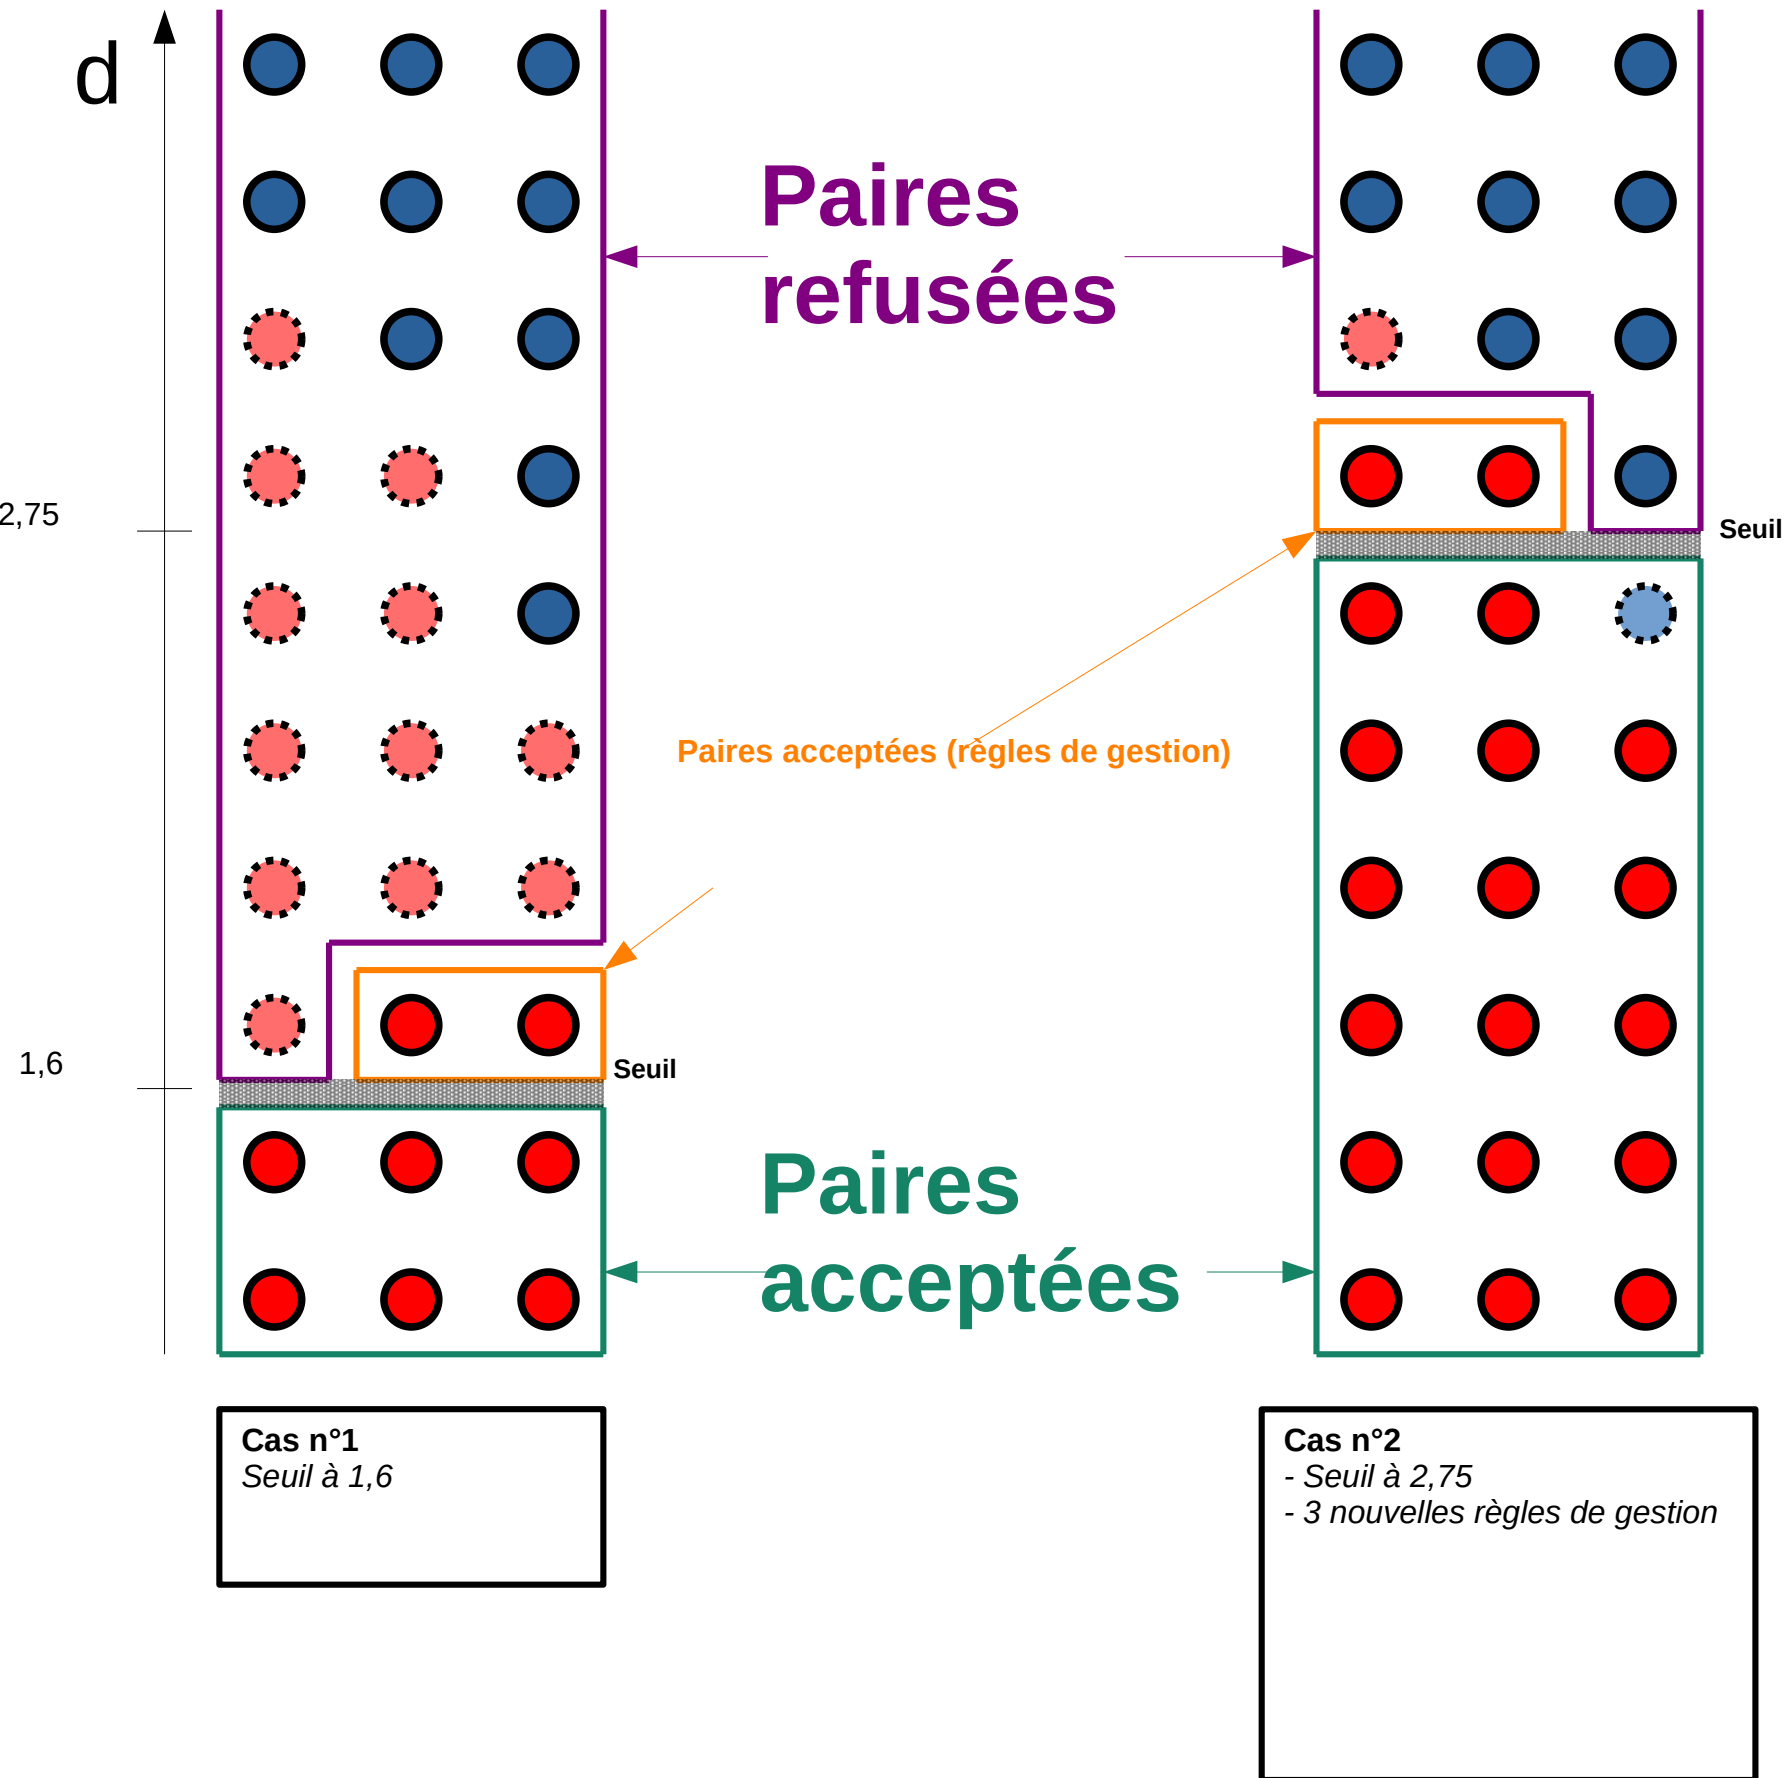 d
Paires
refusées
2,75
Seuil
Paires acceptées (règles de gestion)
1,6
Seuil
Paires
acceptées
Cas n°1
Seuil à 1,6
Cas n°2
- Seuil à 2,75
- 3 nouvelles règles de gestion